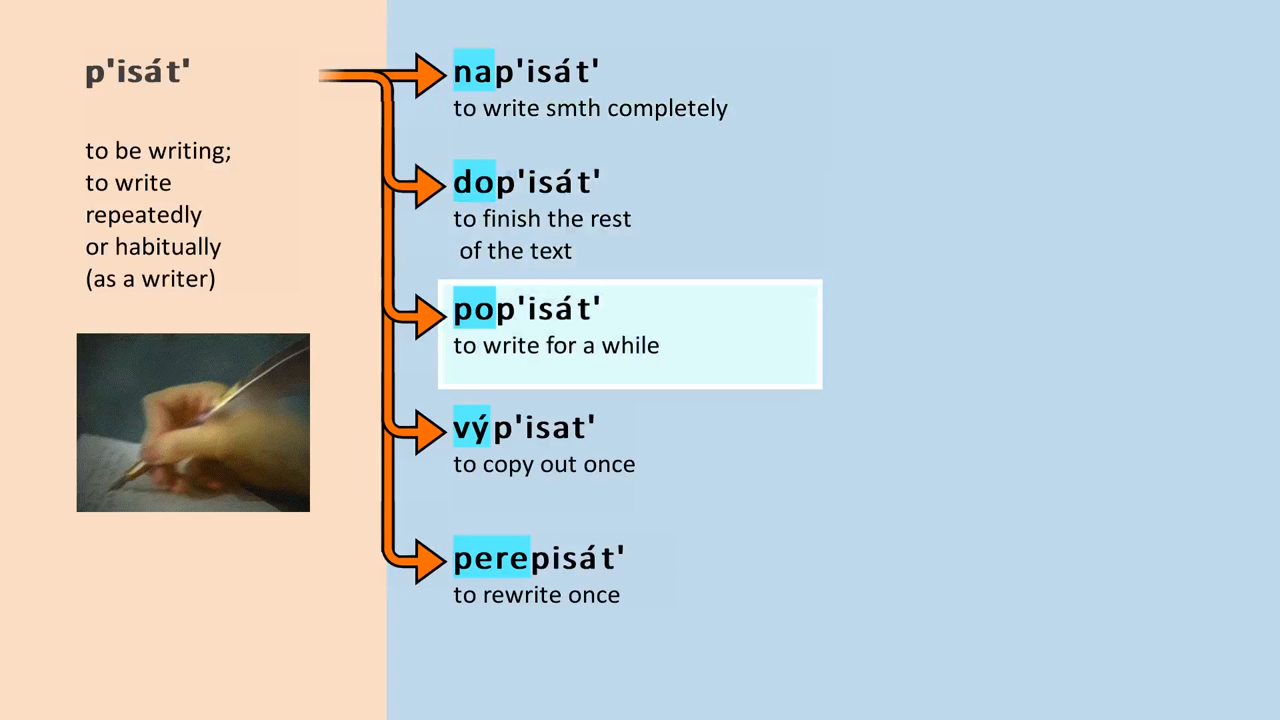 p'isát'
to be writing;
to write
repeatedly
or habitually
(as a writer)
nap'isát'
to write smth completely
dop'isát'
to finish the rest
of the text
pop'isát'
to write for a while
výp'isat'
to copy out once
perepisát'
to rewrite once